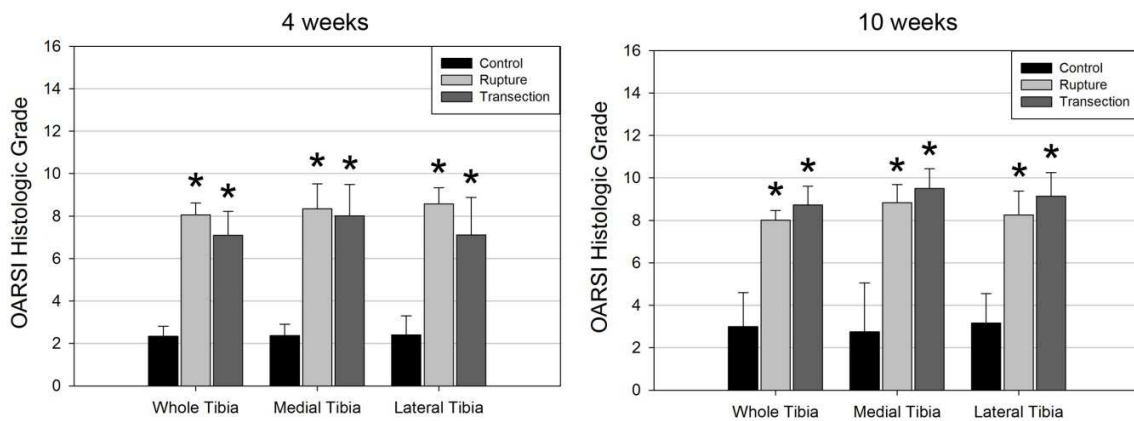 4 weeks
OARSI Histologic Grade
16
14
12
10
8
6
4
2
0
Control
Rupture
Transection
* * * * * *
Whole Tibia Medial Tibia Lateral Tibia
10 weeks
OARSI Histologic Grade
16
14
12
10
8
6
4
2
0
Control
Rupture
Transection
* * * * * *
Whole Tibia Medial Tibia Lateral Tibia